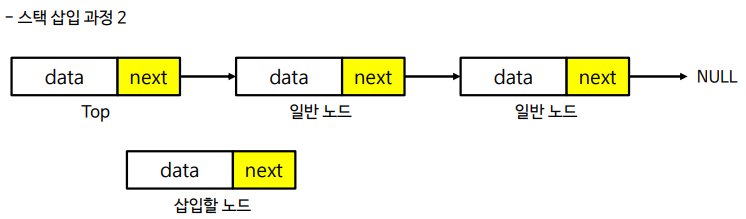 - 스택 삽입 과정 2
data next data next data next NULL
Top 일반 노드 일반 노드
data next
삽입할 노드